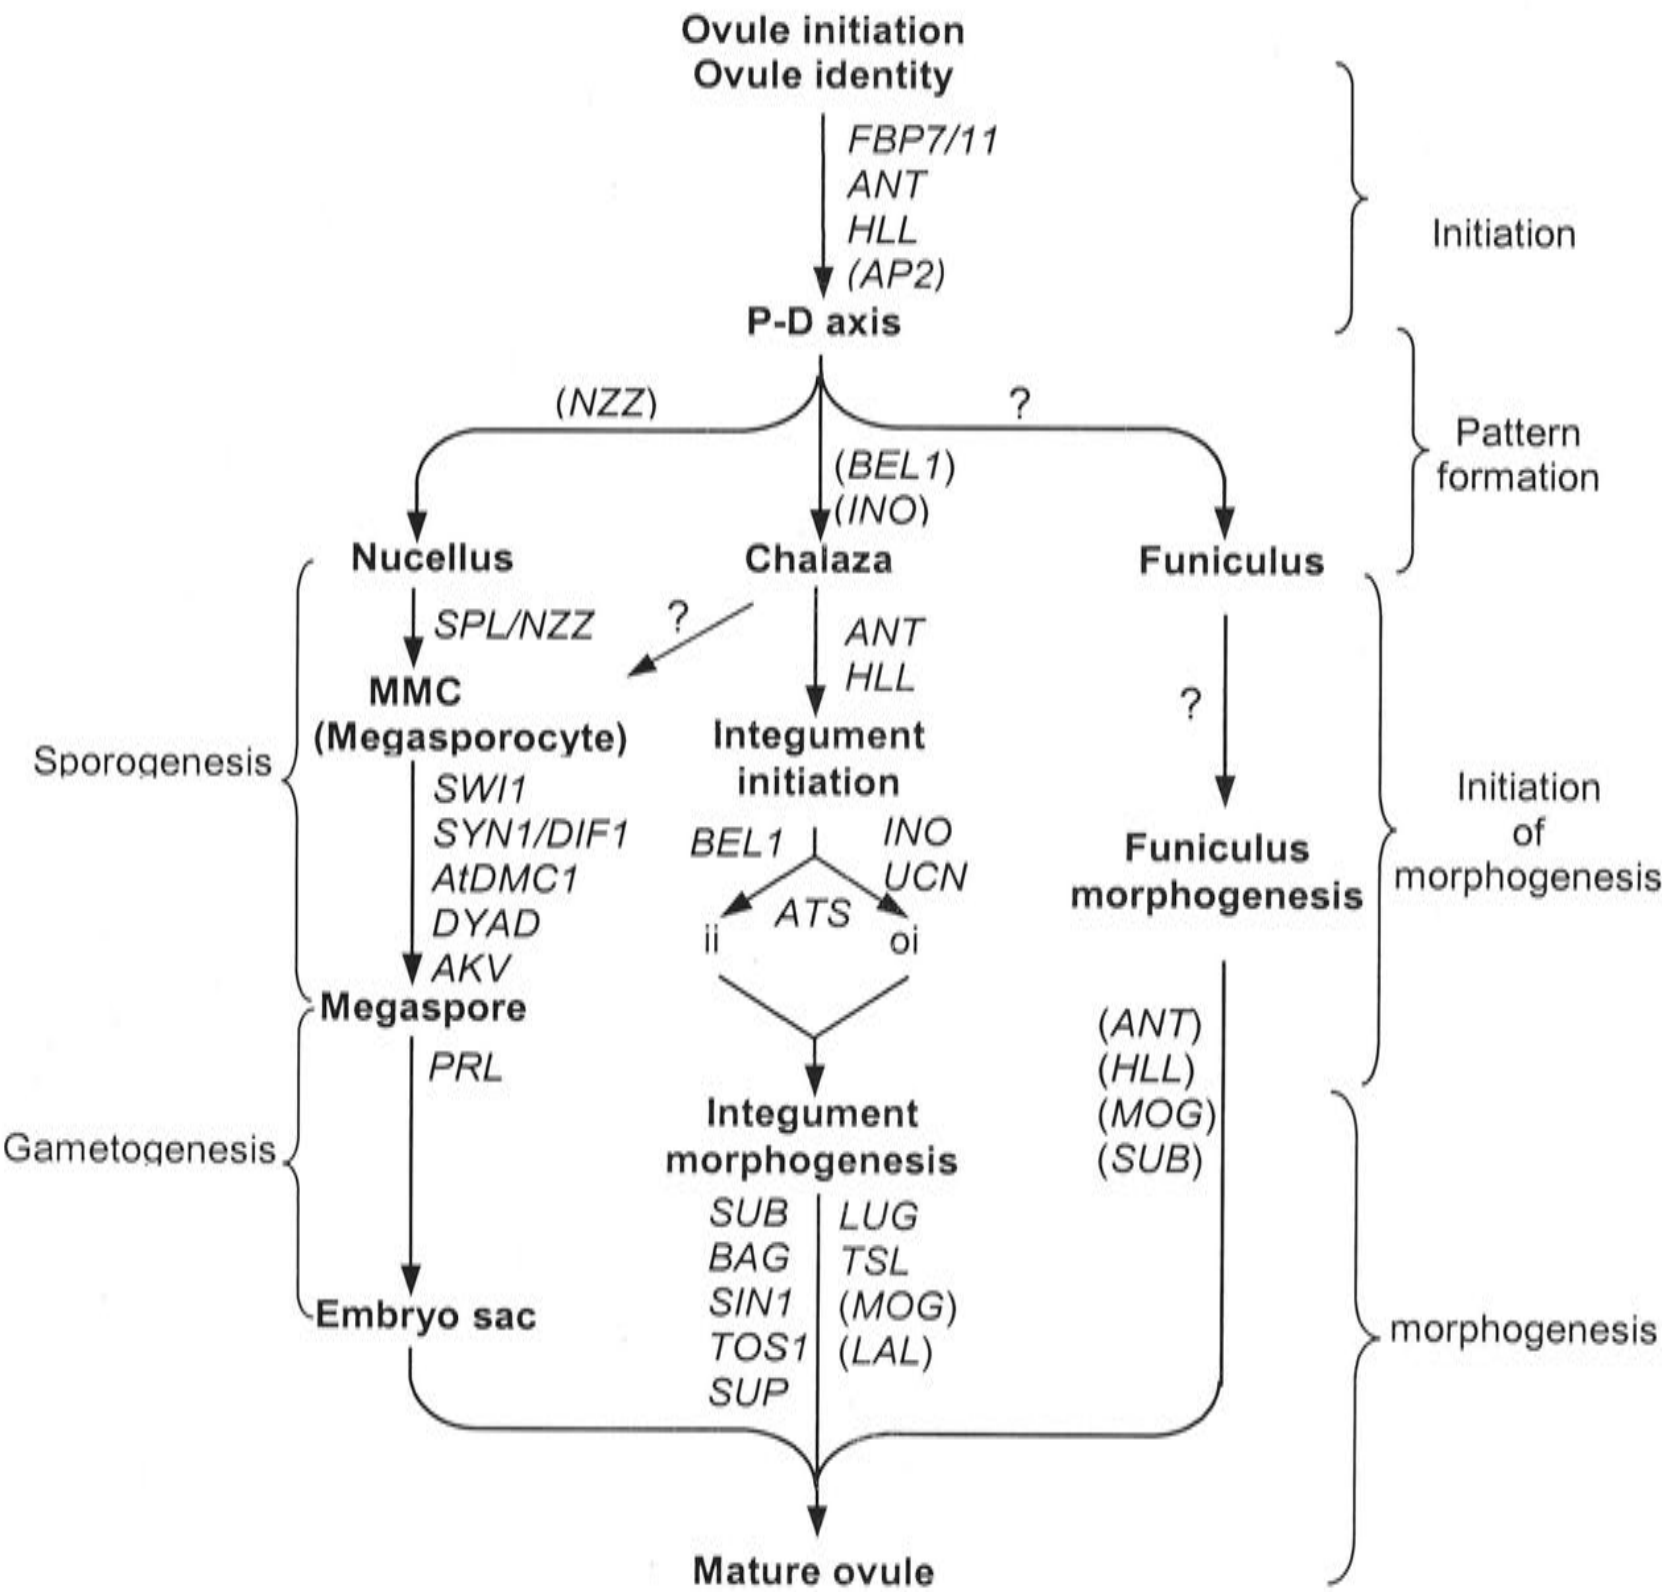 Ovule initiation
Ovule identity
FBP7/11
ANT
HLL
(AP2)
Initiation
P-D axis
(NZZ)
?
(BEL1)
(INO)
Pattern
formation
Nucellus
Chalaza
Funiculus
SPL/NZZ
?
ANT
HLL
MMC
(Megasporocyte)
Integument
initiation
?
Sporogenesis
SWI1
SYN1/DIF1
AtDMC1
DYAD
AKV
BEL1
INO
UCN
ATS
ii
oi
Funiculus
morphogenesis
Initiation
of
morphogenesis
Megaspore
PRL
(ANT)
(HLL)
(MOG)
(SUB)
Integument
morphogenesis
Gametogenesis
SUB
BAG
SIN1
TOS1
SUP
LUG
TSL
(MOG)
(LAL)
Embryo sac
morphogenesis
Mature ovule